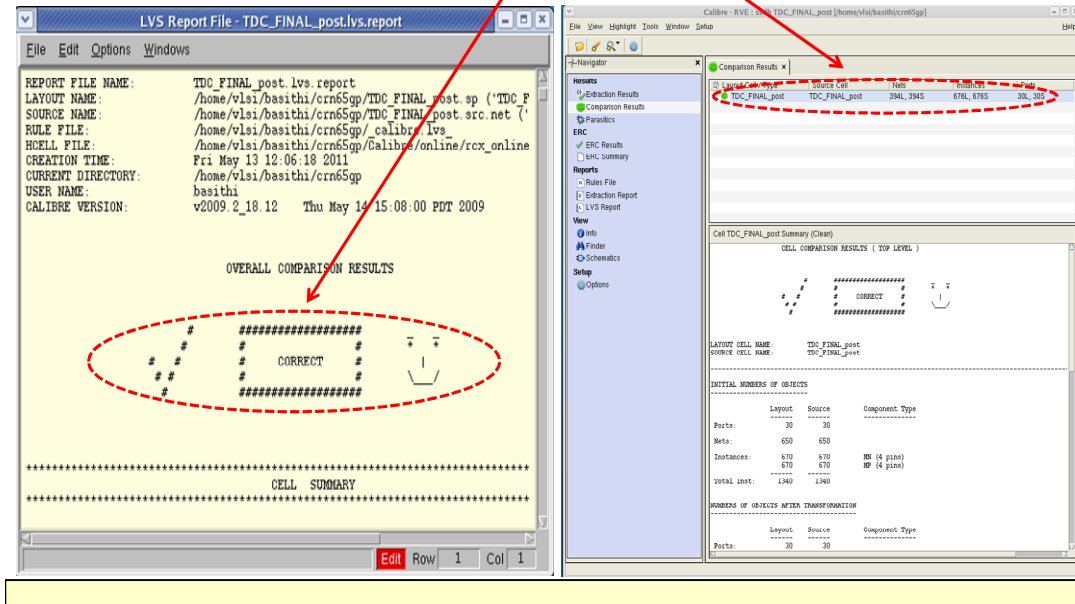 LVS Report File - TDC_FINAL_post.lvs.report
File Edit Options Windows
REPORT FILE NAME: TDC_FINAL_post.lvs.report
LAYOUT NAME: /home/vlsi/basithi/crn65gp/TDC_FINAL_post.sp ('TDC_F
SOURCE NAME: /home/vlsi/basithi/crn65gp/TDC_FINAL_post.src.net ('
RULE FILE: /home/vlsi/basithi/crn65gp/_calibre.lvs_
HCELL FILE: /home/vlsi/basithi/crn65gp/Calibre/online/rcx_online
CREATION TIME: Fri May 13 12:06:18 2011
CURRENT DIRECTORY: /home/vlsi/basithi/crn65gp
USER NAME: basithi
CALIBRE VERSION: v2009.2_18.12 Thu May 14 15:08:00 PDT 2009
OVERALL COMPARISON RESULTS
# ################### _ _
# # # * *
# # # CORRECT # |
# # # # \___/
# ###################
******************************************************************************
CELL SUMMARY
******************************************************************************
Edit Row 1 Col 1
Calibre - RVE : svdb TDC_FINAL_post [/home/vlsi/basithi/crn65gp]
File View Highlight Tools Window Setup Help
Navigator
Results
Extraction Results
Comparison Results
Parasitics
ERC
ERC Results
ERC Summary
Reports
Rules File
Extraction Report
LVS Report
View
Info
Finder
Schematics
Setup
Options
Comparison Results
Layout Cell / Type Source Cell Nets Instances Ports
TDC_FINAL_post TDC_FINAL_post 394L, 394S 676L, 676S 30L, 30S
Cell TDC_FINAL_post Summary (Clean)
CELL COMPARISON RESULTS ( TOP LEVEL )
# ################### _ _
# # # * *
# # # CORRECT # |
# # # # \___/
# ###################
LAYOUT CELL NAME: TDC_FINAL_post
SOURCE CELL NAME: TDC_FINAL_post
INITIAL NUMBERS OF OBJECTS
Layout Source Component Type
Ports: 30 30
Nets: 650 650
Instances: 670 670 MN (4 pins)
670 670 MP (4 pins)
Total Inst: 1340 1340
NUMBERS OF OBJECTS AFTER TRANSFORMATION
Layout Source Component Type
Ports: 30 30